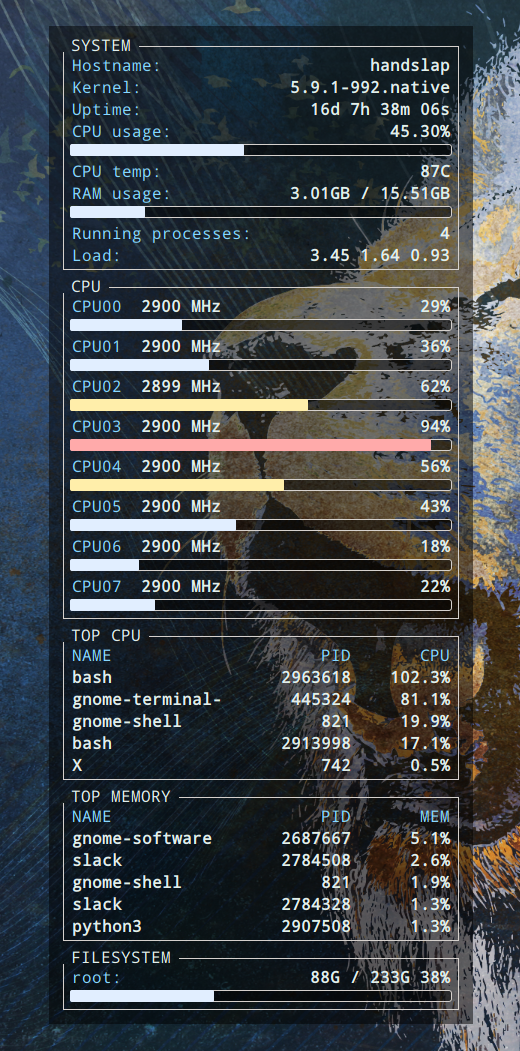 SYSTEM
Hostname: handslap
Kernel: 5.9.1-992.native
Uptime: 16d 7h 38m 06s
CPU usage: 45.30%
CPU temp: 87C
RAM usage: 3.01GB / 15.51GB
Running processes: 4
Load: 3.45 1.64 0.93
CPU
CPU00 2900 MHz 29%
CPU01 2900 MHz 36%
CPU02 2899 MHz 62%
CPU03 2900 MHz 94%
CPU04 2900 MHz 56%
CPU05 2900 MHz 43%
CPU06 2900 MHz 18%
CPU07 2900 MHz 22%
TOP CPU
NAME PID CPU
bash 2963618 102.3%
gnome-terminal- 445324 81.1%
gnome-shell 821 19.9%
bash 2913998 17.1%
X 742 0.5%
TOP MEMORY
NAME PID MEM
gnome-software 2687667 5.1%
slack 2784508 2.6%
gnome-shell 821 1.9%
slack 2784328 1.3%
python3 2907508 1.3%
FILESYSTEM
root: 88G / 233G 38%